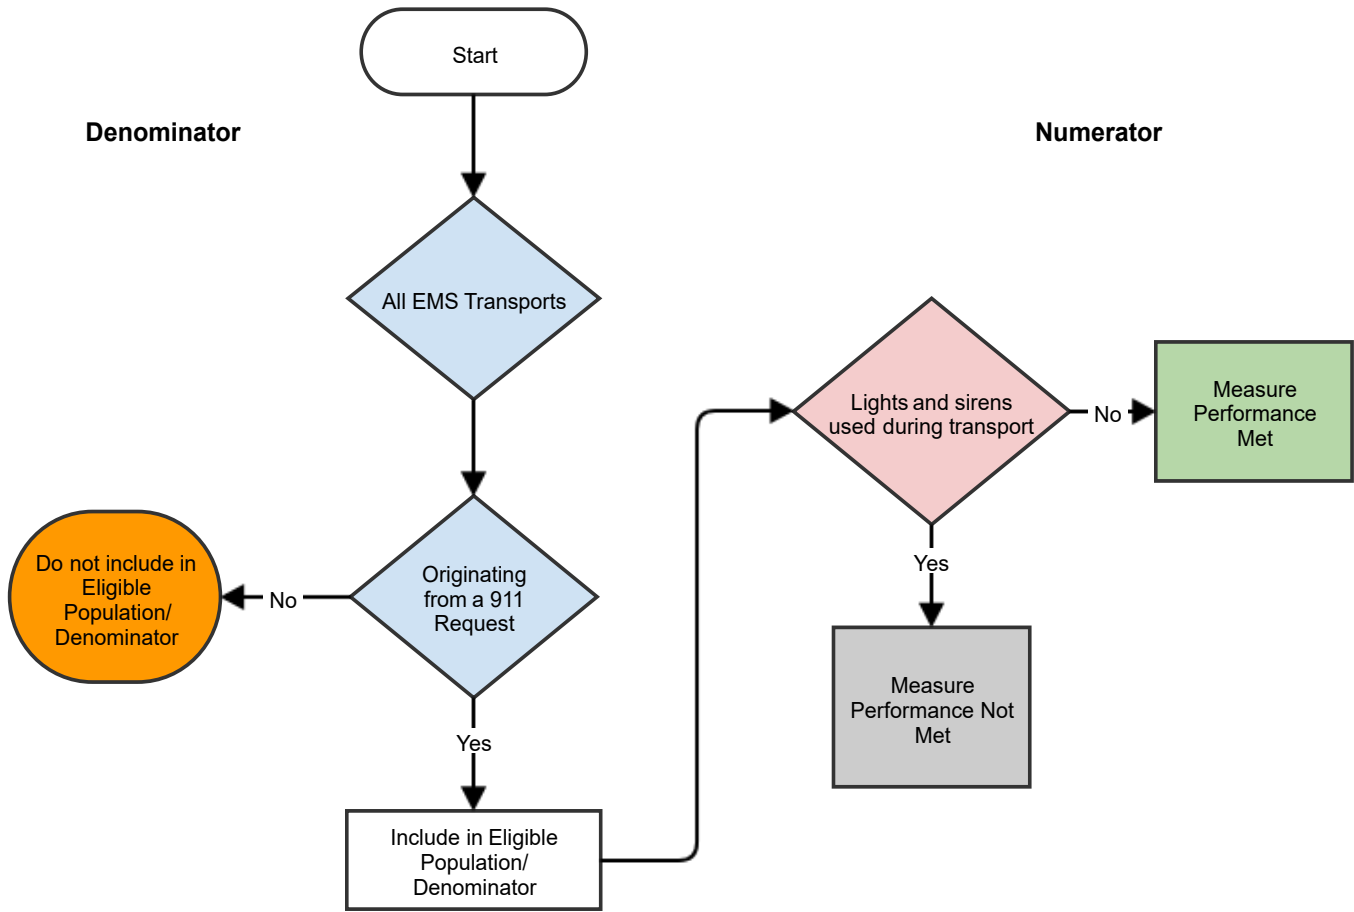 Start
Denominator
Numerator
All EMS Transports
Originating
from a 911
Request
No
Do not include in
Eligible
Population/
Denominator
Yes
Include in Eligible
Population/
Denominator
Lights and sirens
used during transport
No
Measure
Performance
Met
Yes
Measure
Performance Not
Met